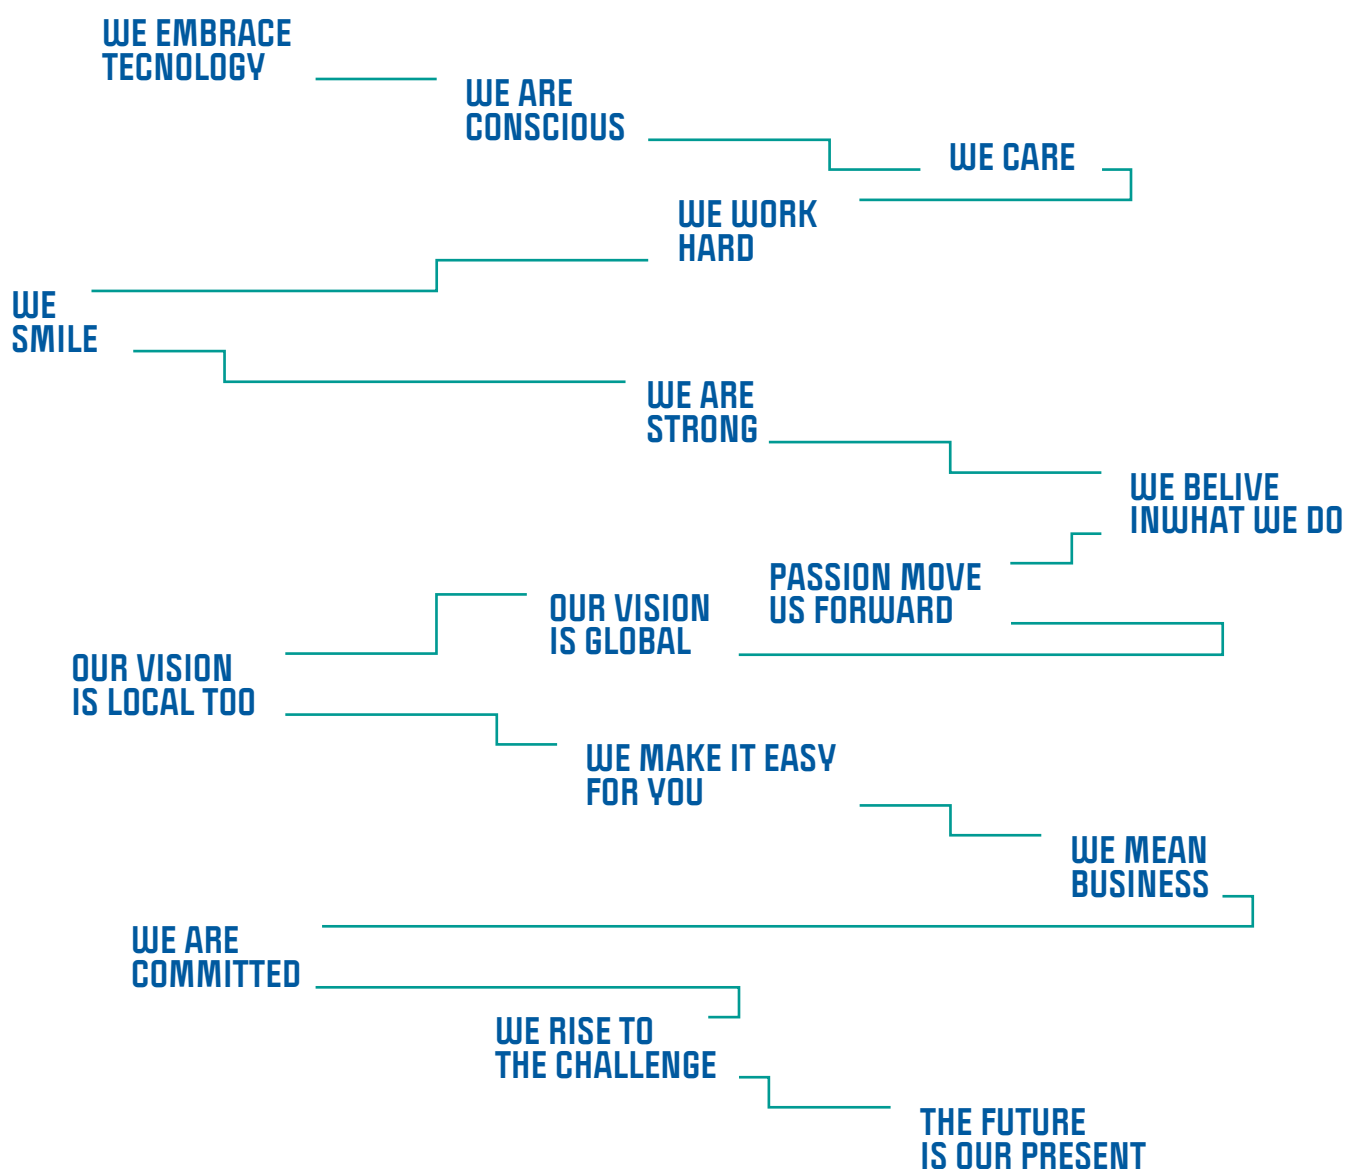 WE EMBRACE
TECNOLOGY
WE ARE
CONSCIOUS
WE CARE
WE WORK
HARD
WE
SMILE
WE ARE
STRONG
WE BELIVE
INWHAT WE DO
PASSION MOVE
US FORWARD
OUR VISION
IS GLOBAL
OUR VISION
IS LOCAL TOO
WE MAKE IT EASY
FOR YOU
WE MEAN
BUSINESS
WE ARE
COMMITTED
WE RISE TO
THE CHALLENGE
THE FUTURE
IS OUR PRESENT